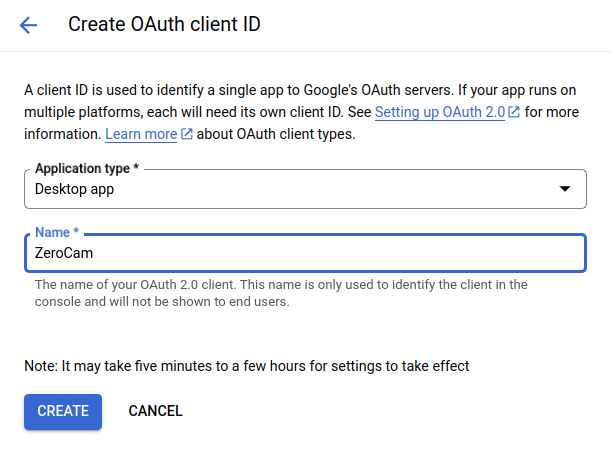 Create OAuth client ID
A client ID is used to identify a single app to Google's OAuth servers. If your app runs on
multiple platforms, each will need its own client ID. See Setting up OAuth 2.0 for more
information. Learn more about OAuth client types.
Application type *
Desktop app
Name *
ZeroCam
The name of your OAuth 2.0 client. This name is only used to identify the client in the
console and will not be shown to end users.
Note: It may take five minutes to a few hours for settings to take effect
CREATE CANCEL